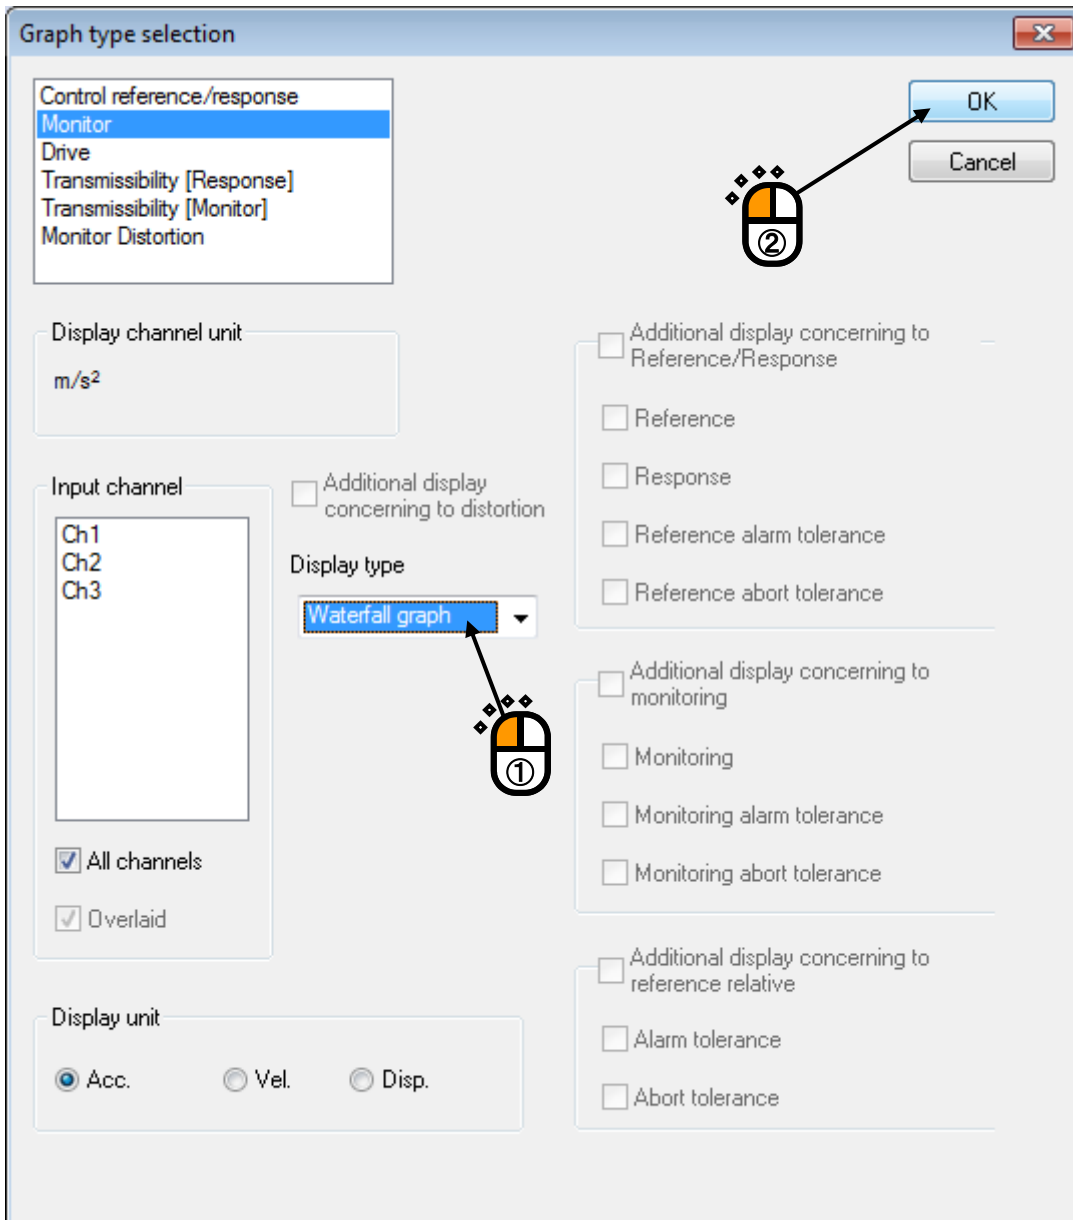 Graph type selection
Control reference/response
Monitor
Drive
Transmissibility [Response]
Transmissibility [Monitor]
Monitor Distortion
OK
Cancel
②
Display channel unit
m/s²
Additional display concerning to
Reference/Response
Reference
Response
Reference alarm tolerance
Reference abort tolerance
Input channel
Ch1
Ch2
Ch3
All channels
Overlaid
Additional display
concerning to distortion
Display type
Waterfall graph
①
Additional display concerning to
monitoring
Monitoring
Monitoring alarm tolerance
Monitoring abort tolerance
Additional display concerning to
reference relative
Alarm tolerance
Abort tolerance
Display unit
Acc.
Vel.
Disp.